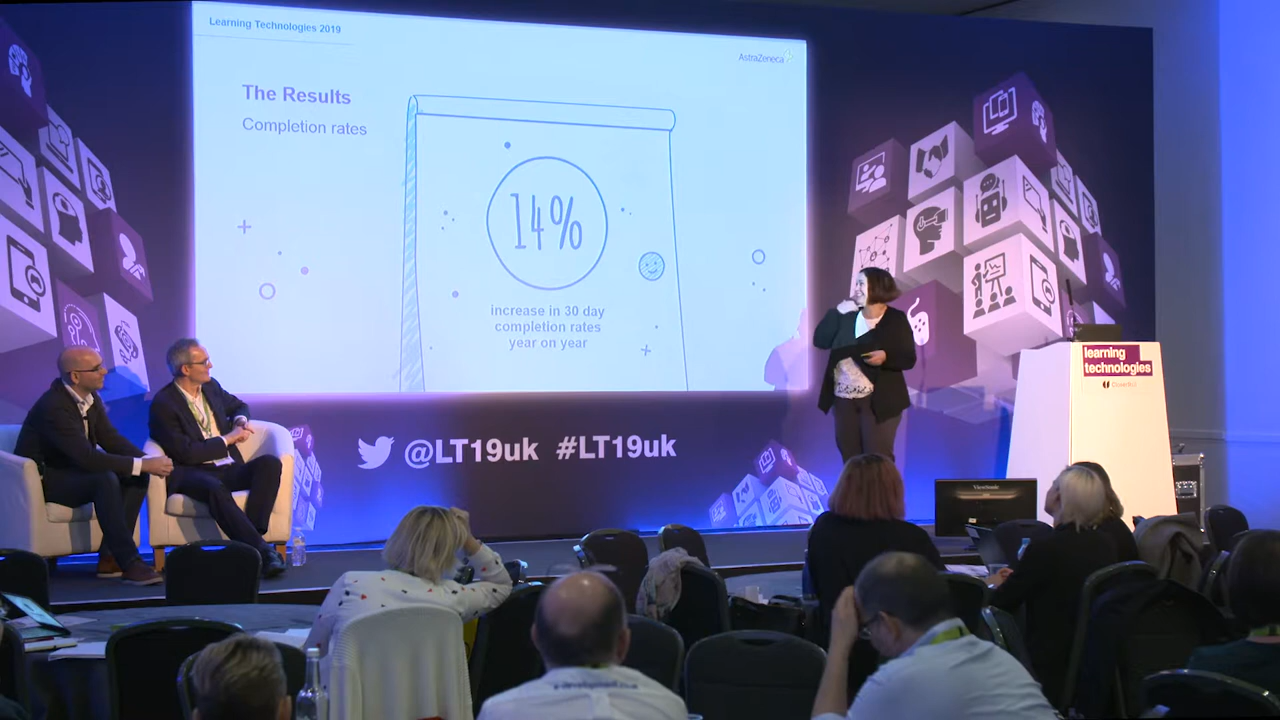 Learning Technologies 2019
AstraZeneca
The Results
Completion rates
14%
increase in 30 day
completion rates
year on year
@LT19uk #LT19uk
learning
technologies
ViewSonic